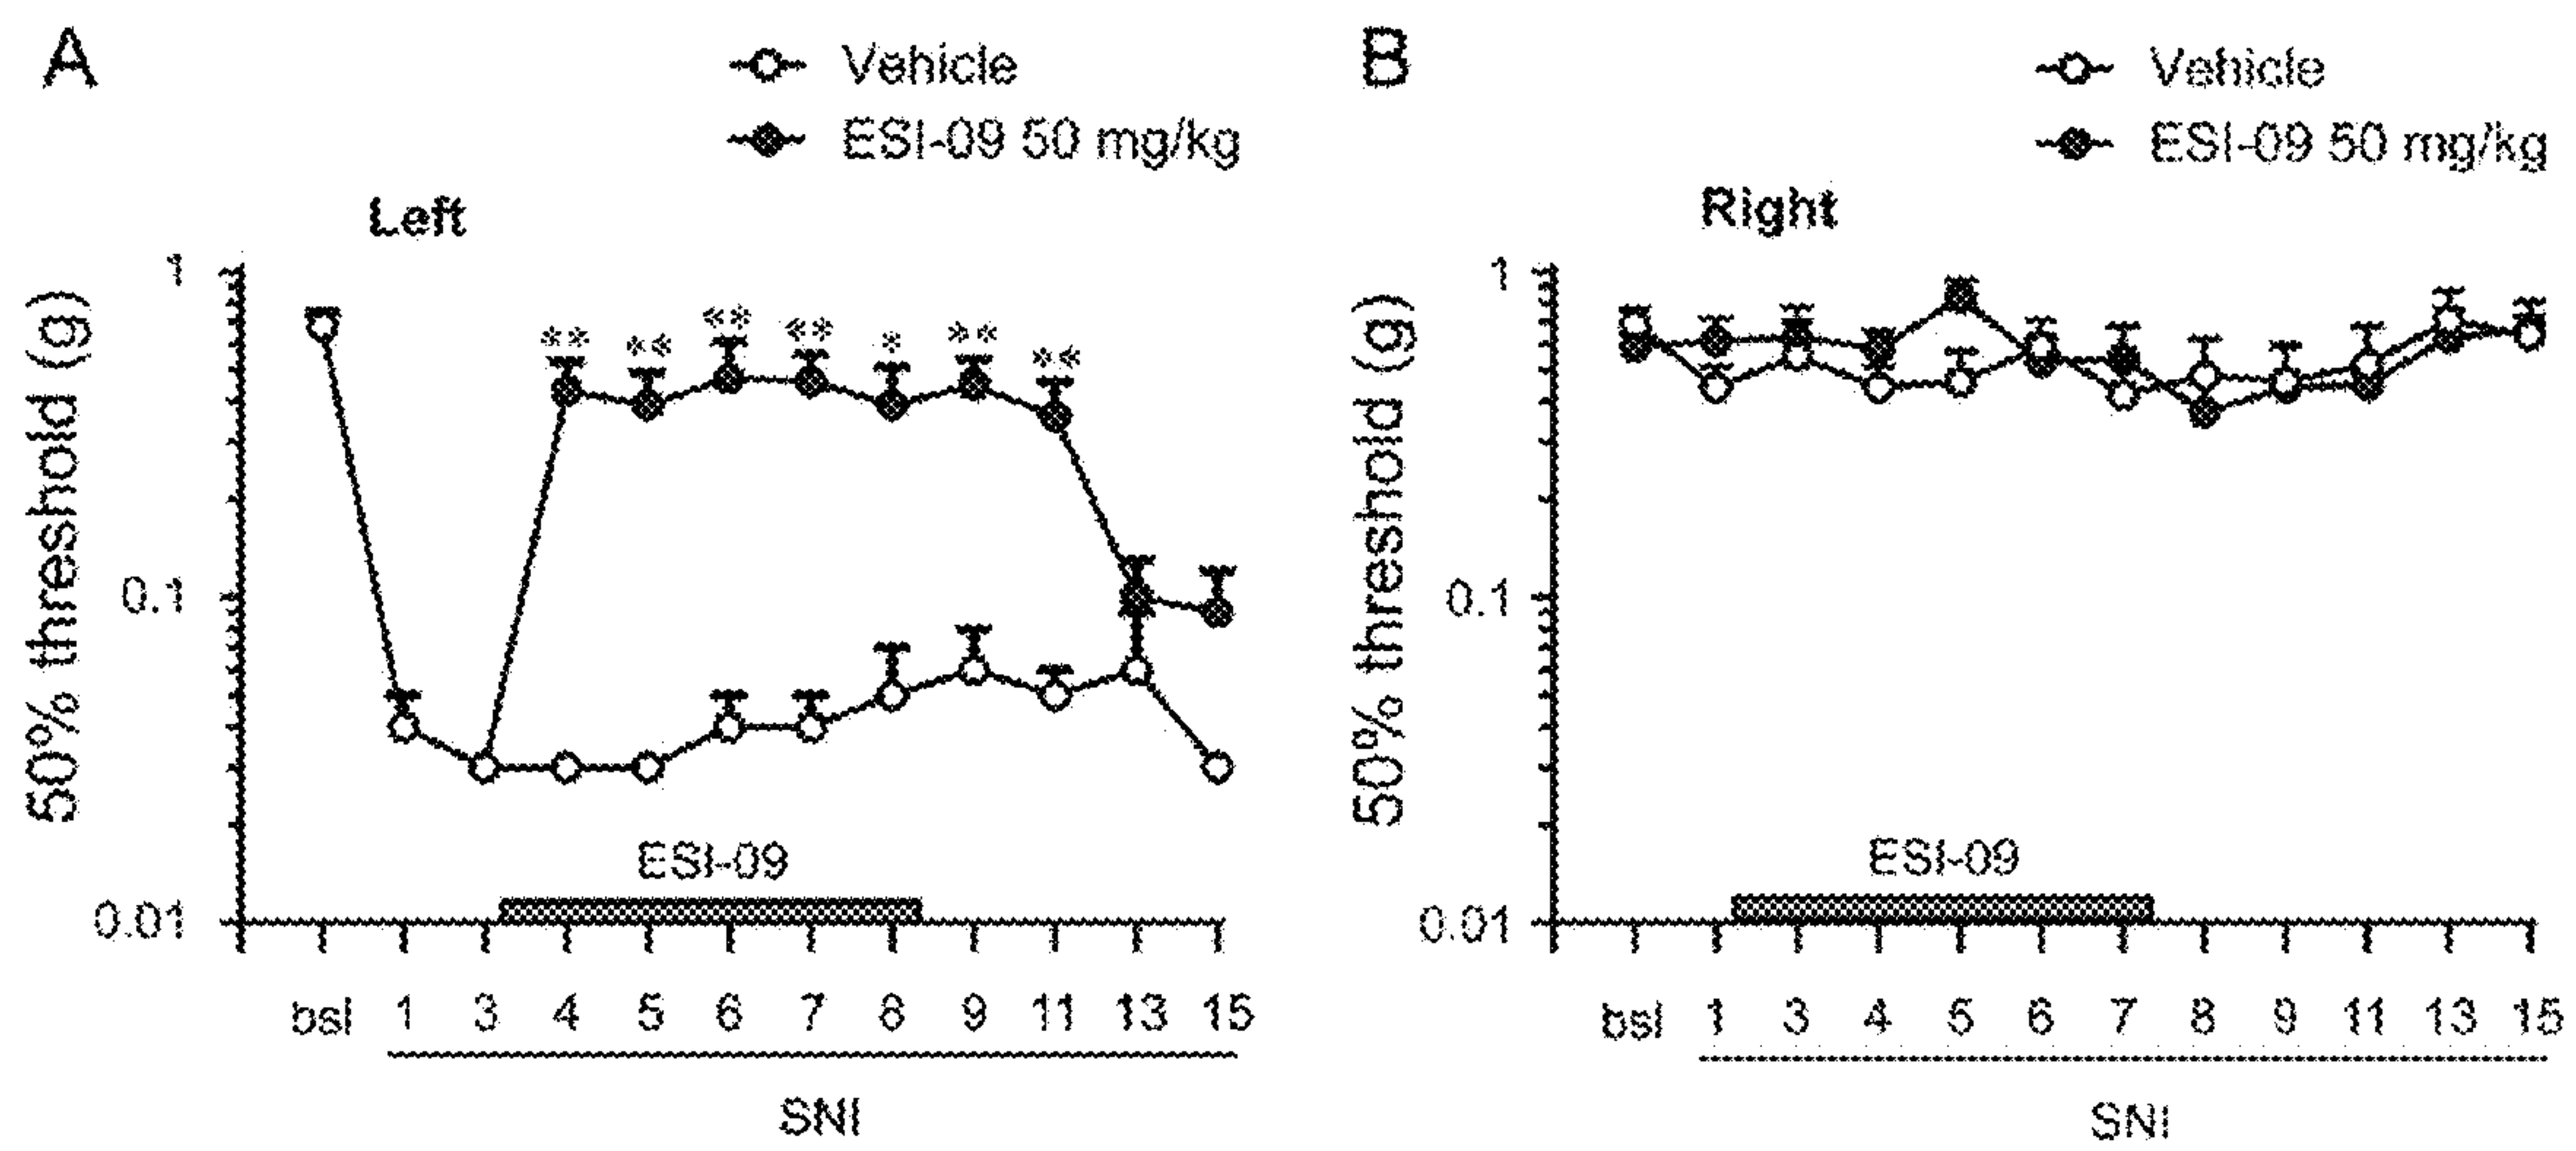 A
Vehicle
ESI-09 50 mg/kg
Left
50% threshold (g)
1
0.1
0.01
** ** ** ** * ** **
ESI-09
bsl 1 3 4 5 6 7 8 9 11 13 15
SNI
B
Vehicle
ESI-09 50 mg/kg
Right
50% threshold (g)
1
0.1
0.01
ESI-09
bsl 1 3 4 5 6 7 8 9 11 13 15
SNI